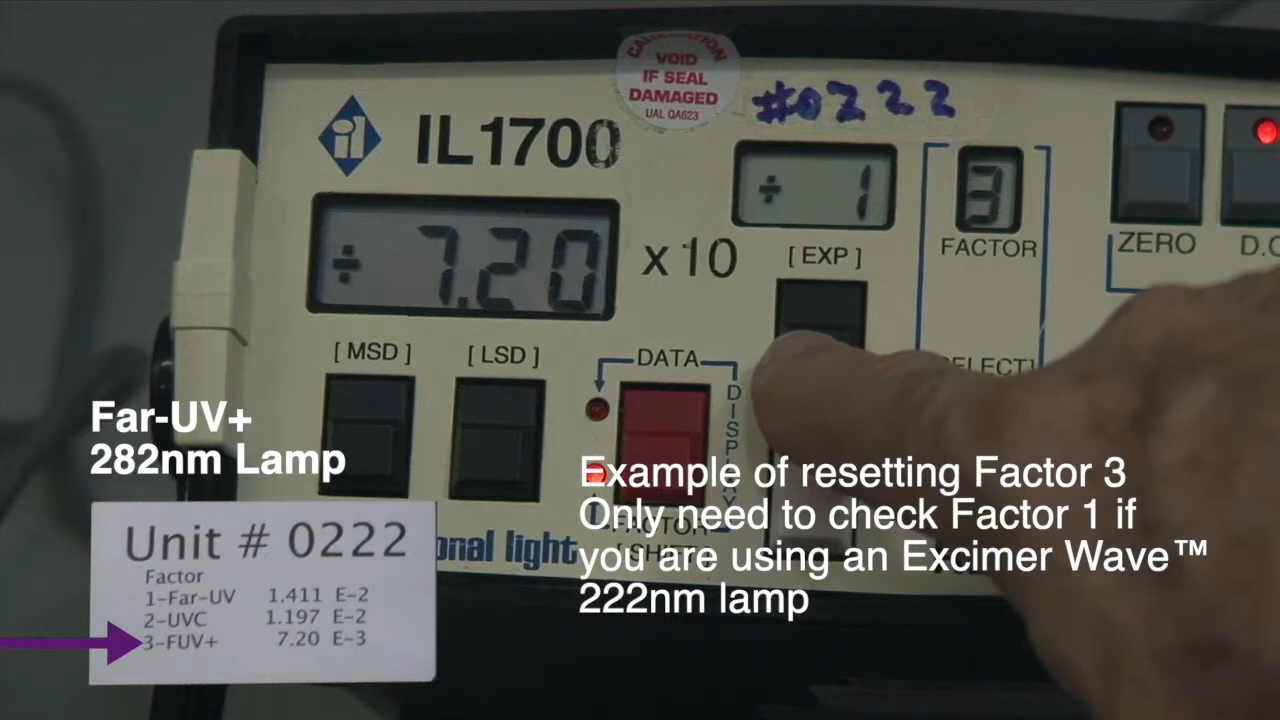 CALIBRATION
VOID
IF SEAL
DAMAGED
UAL QA623
#0222
il
IL1700
÷ 1
3
[ EXP ]
FACTOR
ZERO
÷ 7.20
x10
[ MSD ]
[ LSD ]
DATA
DISPLAY
Far-UV+
282nm Lamp
Example of resetting Factor 3
Only need to check Factor 1 if
you are using an Excimer Wave™
222nm lamp
FACTOR
onal light
Unit # 0222
Factor
1-Far-UV 1.411 E-2
2-UVC 1.197 E-2
3-FUV+ 7.20 E-3